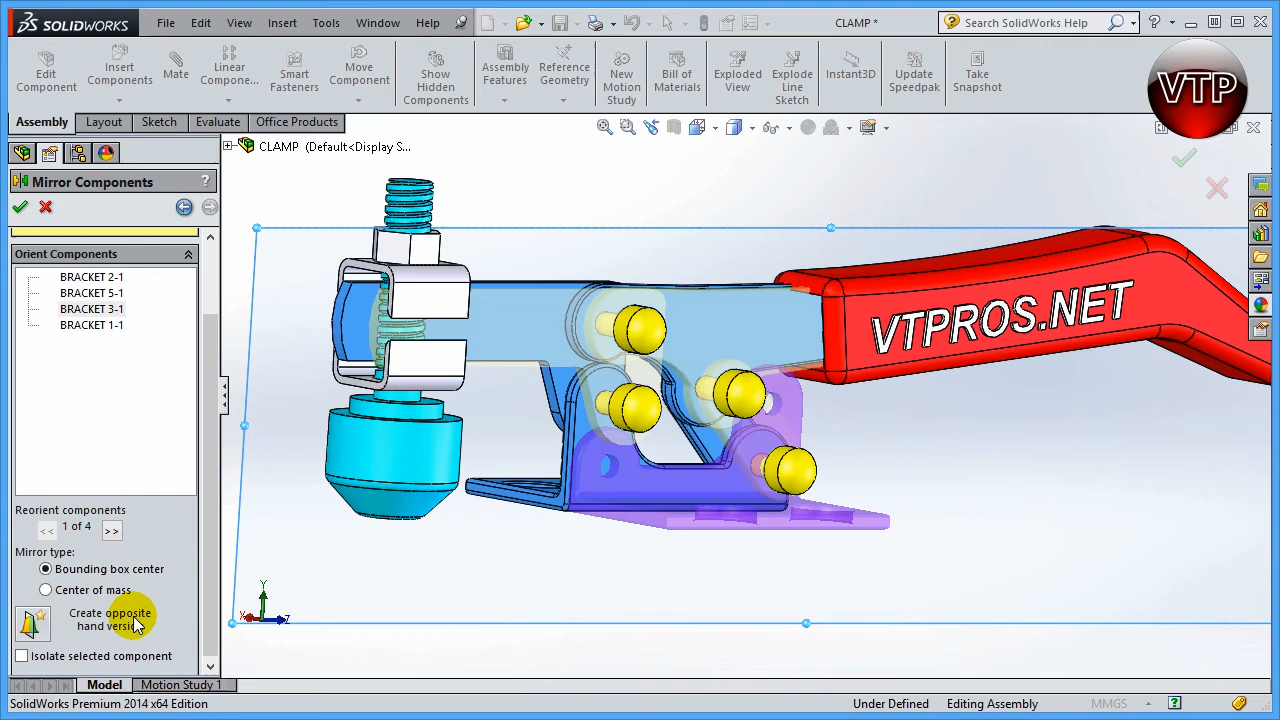 SOLIDWORKS
File Edit View Insert Tools Window Help
CLAMP *
Search SolidWorks Help
?
Edit Component
Insert Components
Mate
Linear Compone...
Smart Fasteners
Move Component
Show Hidden Components
Assembly Features
Reference Geometry
New Motion Study
Bill of Materials
Exploded View
Explode Line Sketch
Instant3D
Update Speedpak
Take Snapshot
VTP
Assembly Layout Sketch Evaluate Office Products
CLAMP (Default<Display S...
Mirror Components ?
Orient Components
BRACKET 2-1
BRACKET 5-1
BRACKET 3-1
BRACKET 1-1
VTPROS.NET
Reorient components
<< 1 of 4 >>
Mirror type:
Bounding box center
Center of mass
Create opposite
hand versi
Isolate selected component
Y
X Z
Model Motion Study 1
SolidWorks Premium 2014 x64 Edition
Under Defined Editing Assembly MMGS ?